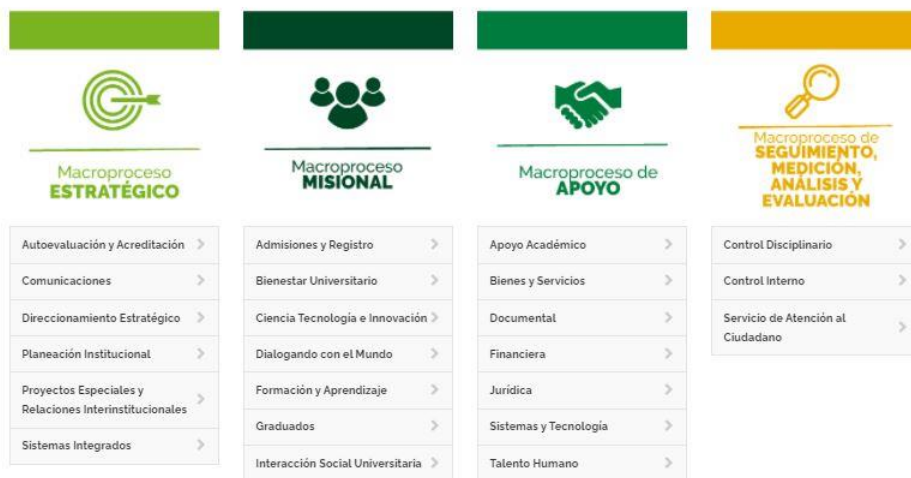 Macroproceso
ESTRATÉGICO
Autoevaluación y Acreditación
Comunicaciones
Direccionamiento Estratégico
Planeación Institucional
Proyectos Especiales y
Relaciones Interinstitucionales
Sistemas Integrados
Macroproceso
MISIONAL
Admisiones y Registro
Bienestar Universitario
Ciencia Tecnología e Innovación
Dialogando con el Mundo
Formación y Aprendizaje
Graduados
Interacción Social Universitaria
Macroproceso de
APOYO
Apoyo Académico
Bienes y Servicios
Documental
Financiera
Jurídica
Sistemas y Tecnología
Talento Humano
Macroproceso de
SEGUIMIENTO,
MEDICIÓN,
ANÁLISIS Y
EVALUACIÓN
Control Disciplinario
Control Interno
Servicio de Atención al
Ciudadano